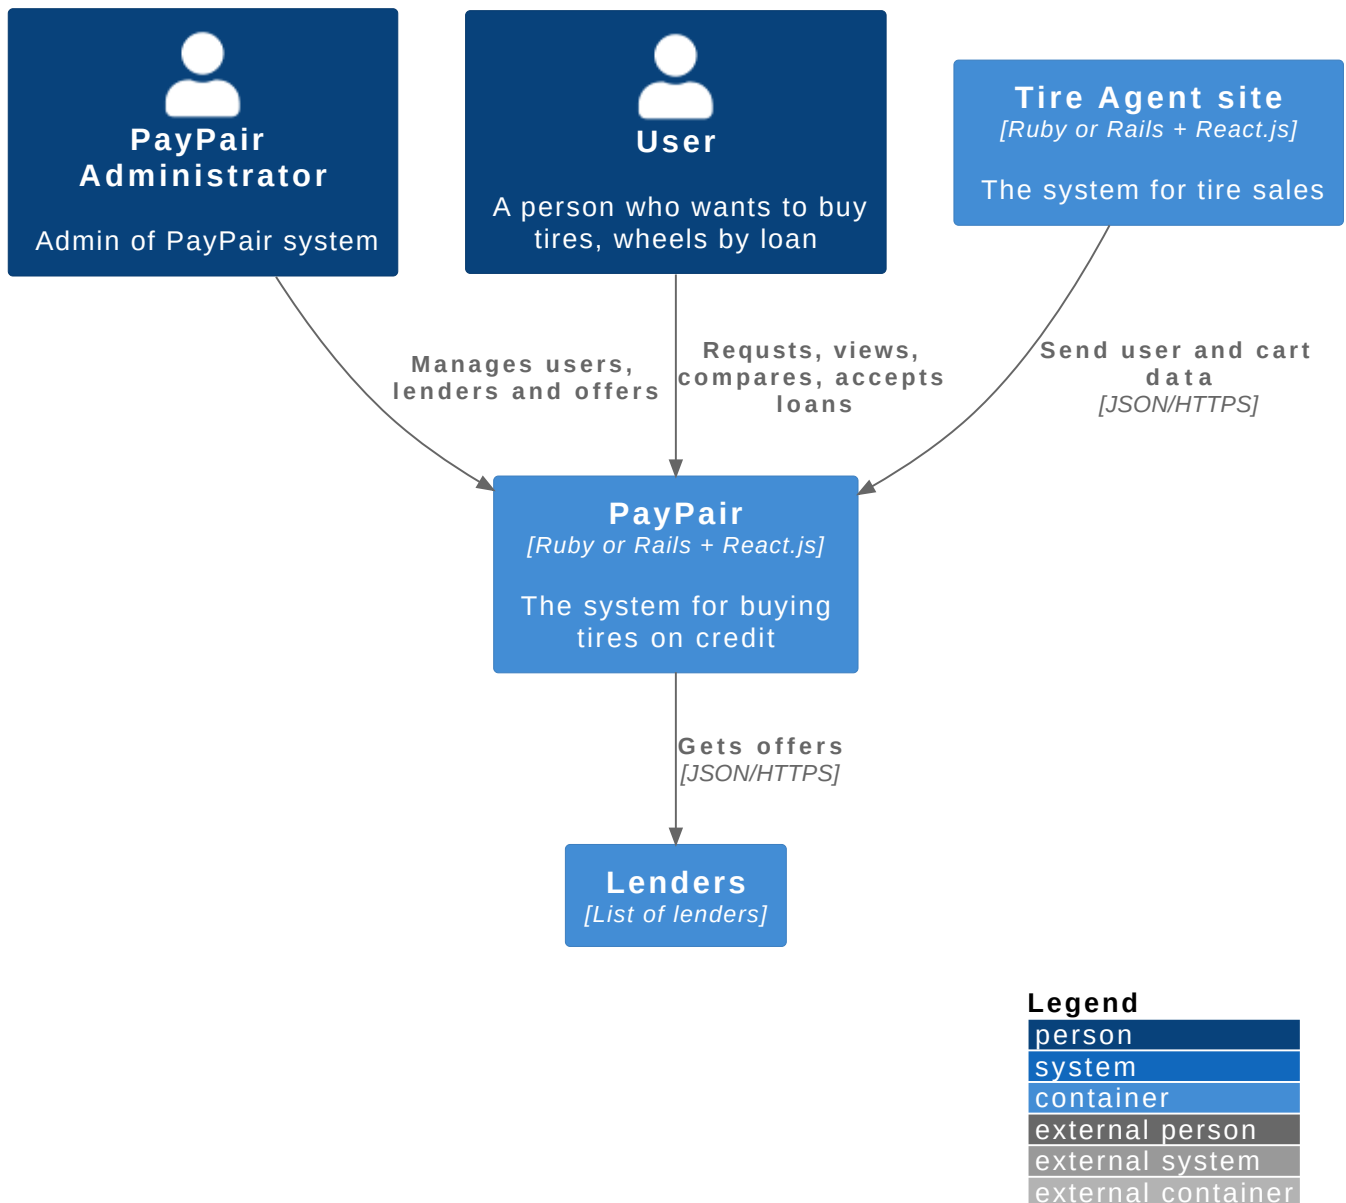 PayPair
Administrator
Admin of PayPair system
User
A person who wants to buy
tires, wheels by loan
Tire Agent site
[Ruby or Rails + React.js]
The system for tire sales
Manages users,
lenders and offers
Requsts, views,
compares, accepts
loans
Send user and cart
data
[JSON/HTTPS]
PayPair
[Ruby or Rails + React.js]
The system for buying
tires on credit
Gets offers
[JSON/HTTPS]
Lenders
[List of lenders]
Legend
person
system
container
external person
external system
external container